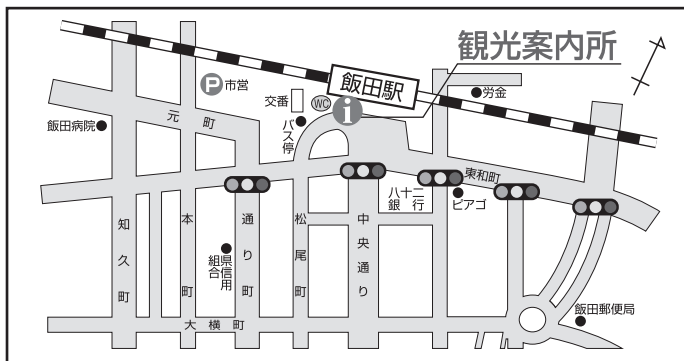 観光案内所
飯田駅
P 市営
交番
WC
i
バス停
労金
飯田病院
元町
東和町
八十二
銀行
ピアゴ
知久町
本町
通り町
松尾町
中央通り
県信用
組合
大横町
飯田郵便局